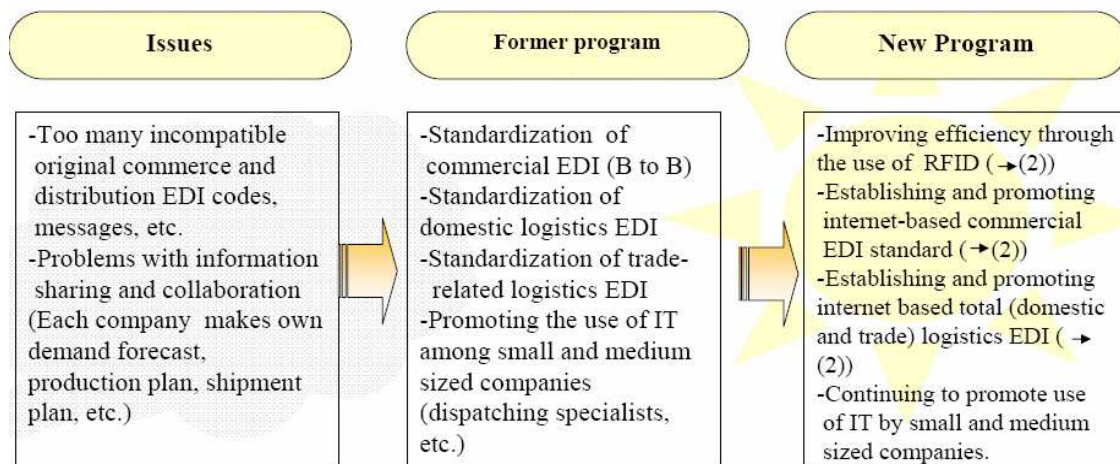 Issues
Former program
New Program
-Too many incompatible
original commerce and
distribution EDI codes,
messages, etc.
-Problems with information
sharing and collaboration
(Each company makes own
demand forecast,
production plan, shipment
plan, etc.)
-Standardization of
commercial EDI (B to B)
-Standardization of
domestic logistics EDI
-Standardization of trade-
related logistics EDI
-Promoting the use of IT
among small and medium
sized companies
(dispatching specialists,
etc.)
-Improving efficiency through
the use of RFID (→(2))
-Establishing and promoting
internet-based commercial
EDI standard (→(2))
-Establishing and promoting
internet based total (domestic
and trade) logistics EDI ( →
(2))
-Continuing to promote use
of IT by small and medium
sized companies.